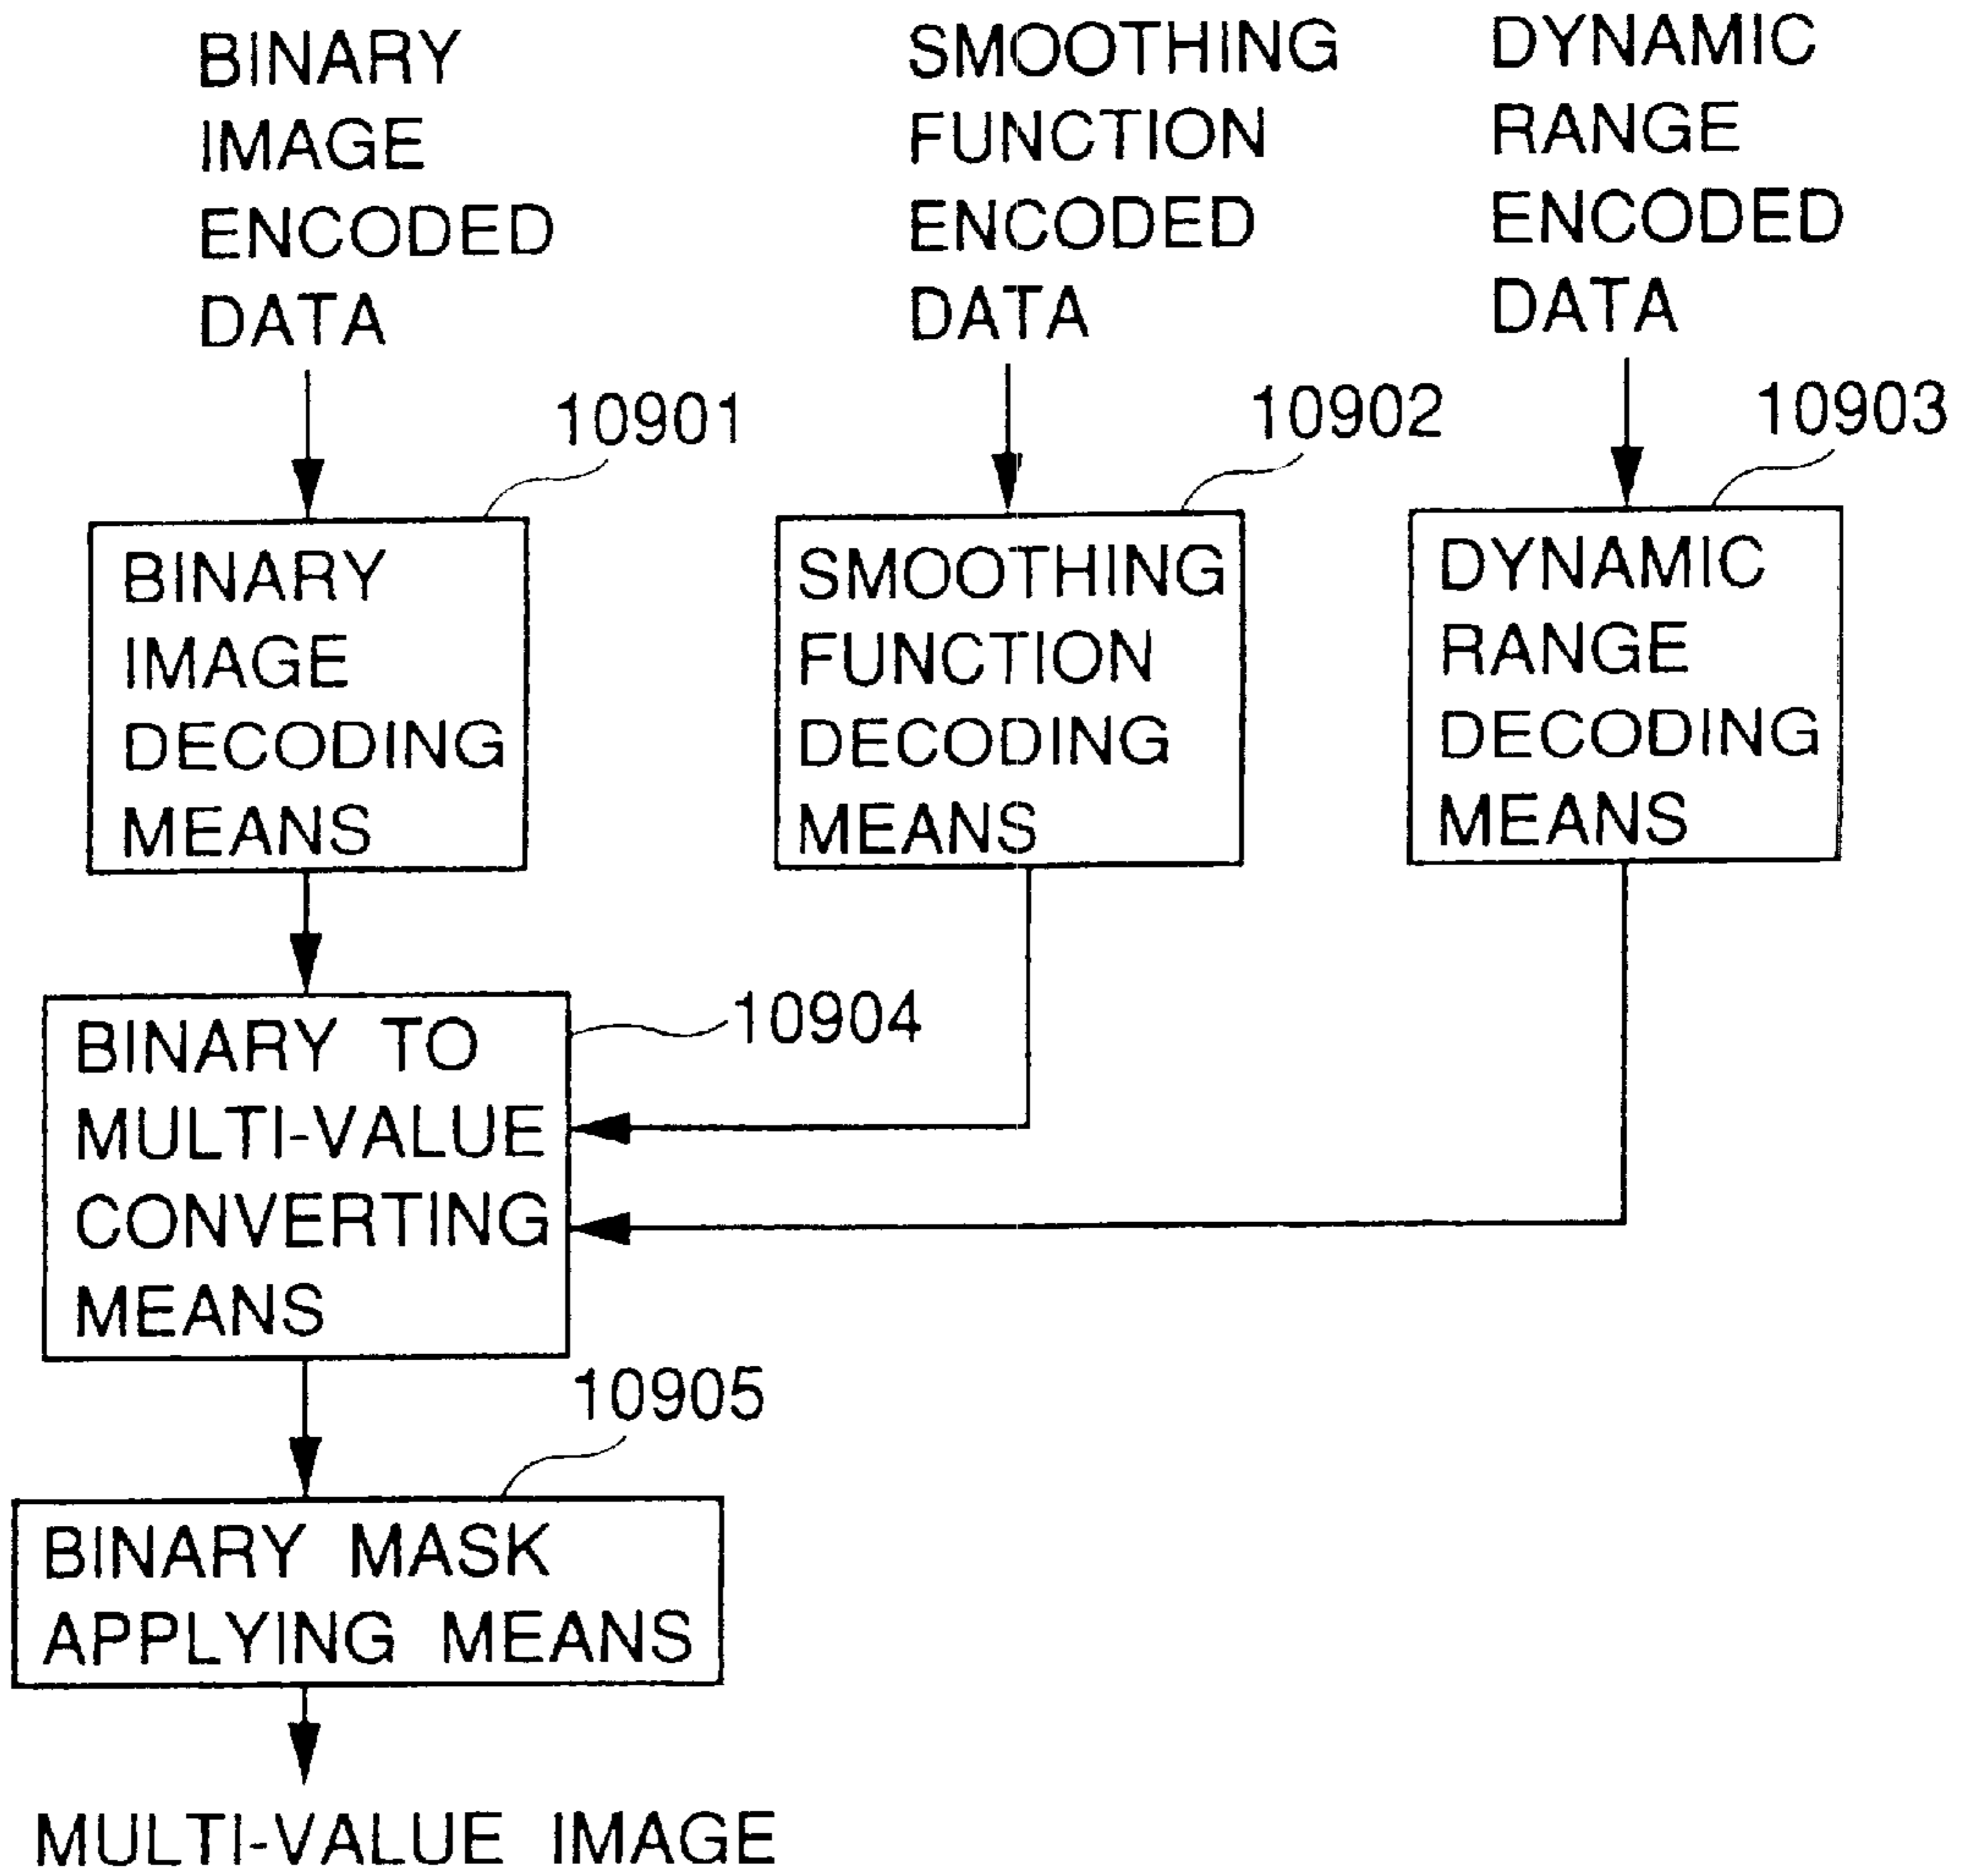 BINARY
IMAGE
ENCODED
DATA
SMOOTHING
FUNCTION
ENCODED
DATA
DYNAMIC
RANGE
ENCODED
DATA
10901
10902
10903
BINARY
IMAGE
DECODING
MEANS
SMOOTHING
FUNCTION
DECODING
MEANS
DYNAMIC
RANGE
DECODING
MEANS
10904
BINARY TO
MULTI-VALUE
CONVERTING
MEANS
10905
BINARY MASK
APPLYING MEANS
MULTI-VALUE IMAGE